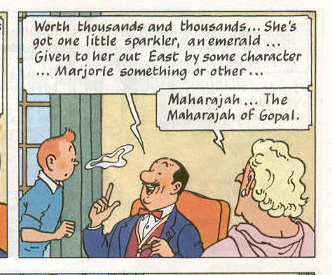 Worth thousands and thousands... She's
got one little sparkler, an emerald ...
Given to her out East by some character
... Marjorie something or other ...
Maharajah ... The
Maharajah of Gopal.